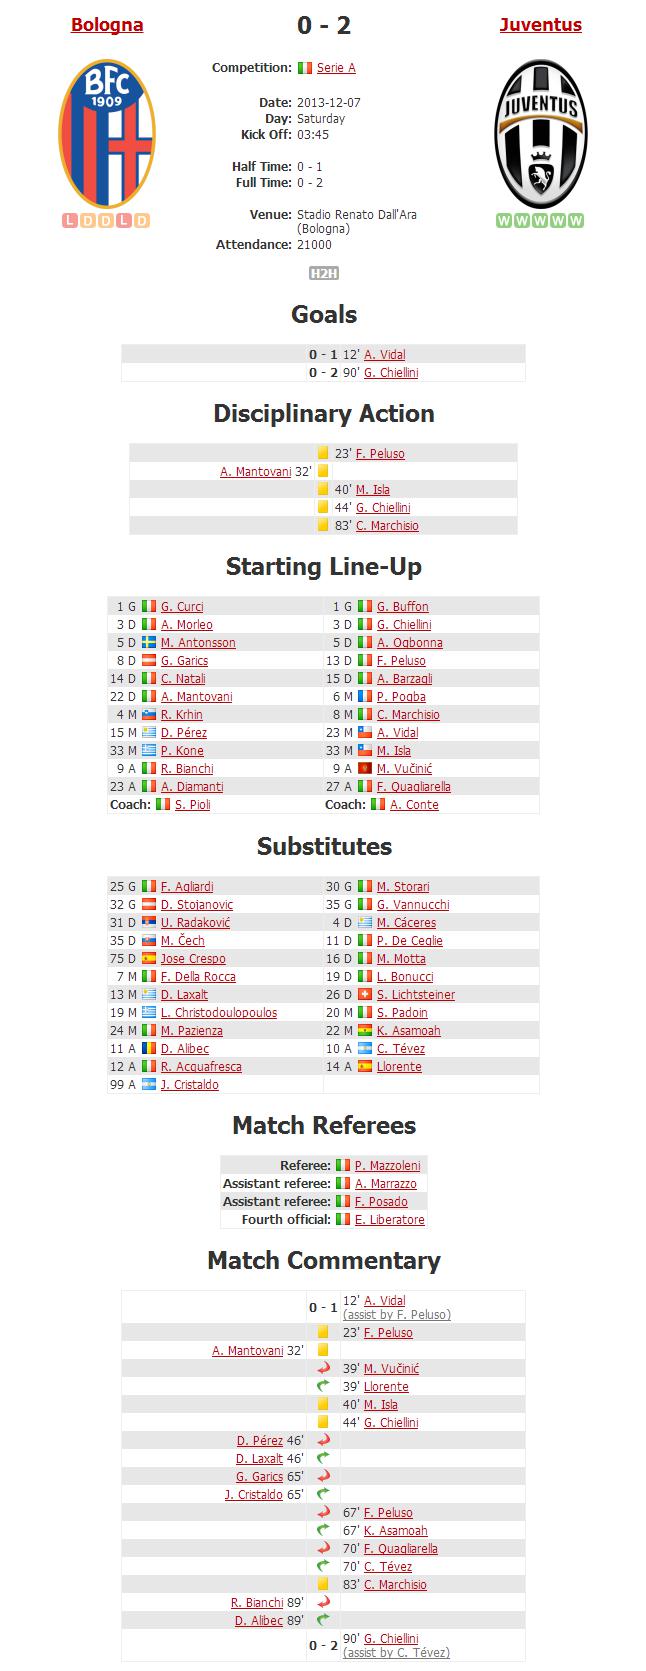 Bologna 0 - 2 Juventus
Competition: Serie A
BFC
1909
JUVENTUS
Date: 2013-12-07
Day: Saturday
Kick Off: 03:45
Half Time: 0 - 1
Full Time: 0 - 2
Venue: Stadio Renato Dall'Ara
(Bologna)
L D D L D
W W W W W
Attendance: 21000
H2H
Goals
0 - 1 12' A. Vidal
0 - 2 90' G. Chiellini
Disciplinary Action
23' F. Peluso
A. Mantovani 32'
40' M. Isla
44' G. Chiellini
83' C. Marchisio
Starting Line-Up
1 G G. Curci 1 G G. Buffon
3 D A. Morleo 3 D G. Chiellini
5 D M. Antonsson 5 D A. Ogbonna
8 D G. Garics 13 D F. Peluso
14 D C. Natali 15 D A. Barzagli
22 D A. Mantovani 6 M P. Pogba
4 M R. Krhin 8 M C. Marchisio
15 M D. Pérez 23 M A. Vidal
33 M P. Kone 33 M M. Isla
9 A R. Bianchi 9 A M. Vučinić
23 A A. Diamanti 27 A F. Quagliarella
Coach: S. Pioli Coach: A. Conte
Substitutes
25 G F. Agliardi 30 G M. Storari
32 G D. Stojanovic 35 G G. Vannucchi
31 D U. Radaković 4 D M. Cáceres
35 D M. Čech 11 D P. De Ceglie
75 D Jose Crespo 16 D M. Motta
7 M F. Della Rocca 19 D L. Bonucci
13 M D. Laxalt 26 D S. Lichtsteiner
19 M L. Christodoulopoulos 20 M S. Padoin
24 M M. Pazienza 22 M K. Asamoah
11 A D. Alibec 10 A C. Tévez
12 A R. Acquafresca 14 A Llorente
99 A J. Cristaldo
Match Referees
Referee: P. Mazzoleni
Assistant referee: A. Marrazzo
Assistant referee: F. Posado
Fourth official: E. Liberatore
Match Commentary
0 - 1 12' A. Vidal
(assist by F. Peluso)
23' F. Peluso
A. Mantovani 32'
39' M. Vučinić
39' Llorente
40' M. Isla
44' G. Chiellini
D. Pérez 46'
D. Laxalt 46'
G. Garics 65'
J. Cristaldo 65'
67' F. Peluso
67' K. Asamoah
70' F. Quagliarella
70' C. Tévez
83' C. Marchisio
R. Bianchi 89'
D. Alibec 89'
0 - 2 90' G. Chiellini
(assist by C. Tévez)